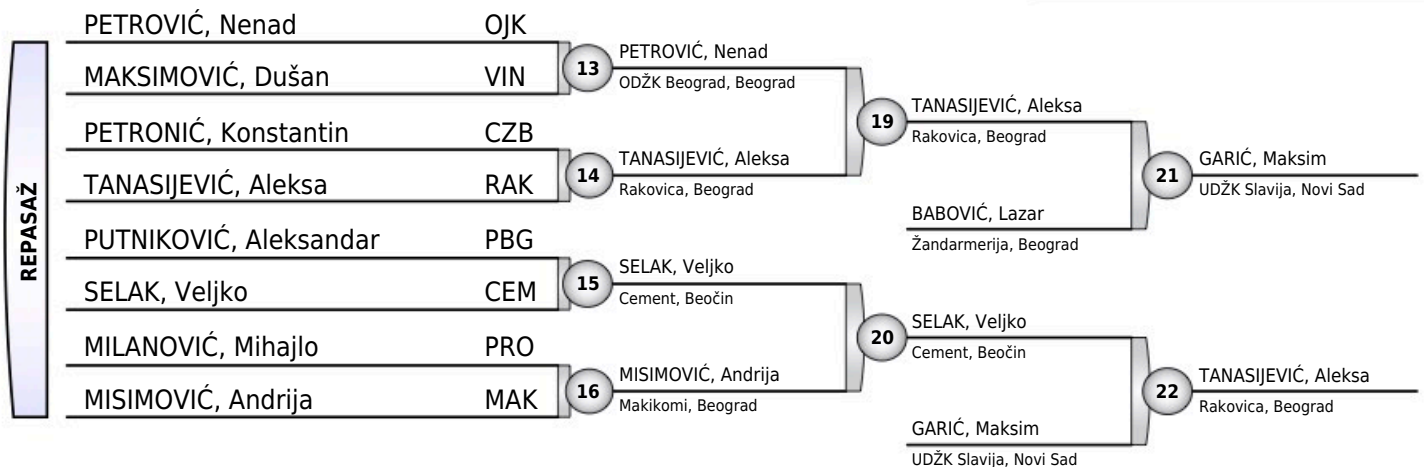 REPASAŽ
PETROVIĆ, Nenad OJK
MAKSIMOVIĆ, Dušan VIN
PETRONIĆ, Konstantin CZB
TANASIJEVIĆ, Aleksa RAK
PUTNIKOVIĆ, Aleksandar PBG
SELAK, Veljko CEM
MILANOVIĆ, Mihajlo PRO
MISIMOVIĆ, Andrija MAK
13
PETROVIĆ, Nenad
ODŽK Beograd, Beograd
14
TANASIJEVIĆ, Aleksa
Rakovica, Beograd
15
SELAK, Veljko
Cement, Beočin
16
MISIMOVIĆ, Andrija
Makikomi, Beograd
19
TANASIJEVIĆ, Aleksa
Rakovica, Beograd
BABOVIĆ, Lazar
Žandarmerija, Beograd
20
SELAK, Veljko
Cement, Beočin
GARIĆ, Maksim
UDŽK Slavija, Novi Sad
21
GARIĆ, Maksim
UDŽK Slavija, Novi Sad
22
TANASIJEVIĆ, Aleksa
Rakovica, Beograd